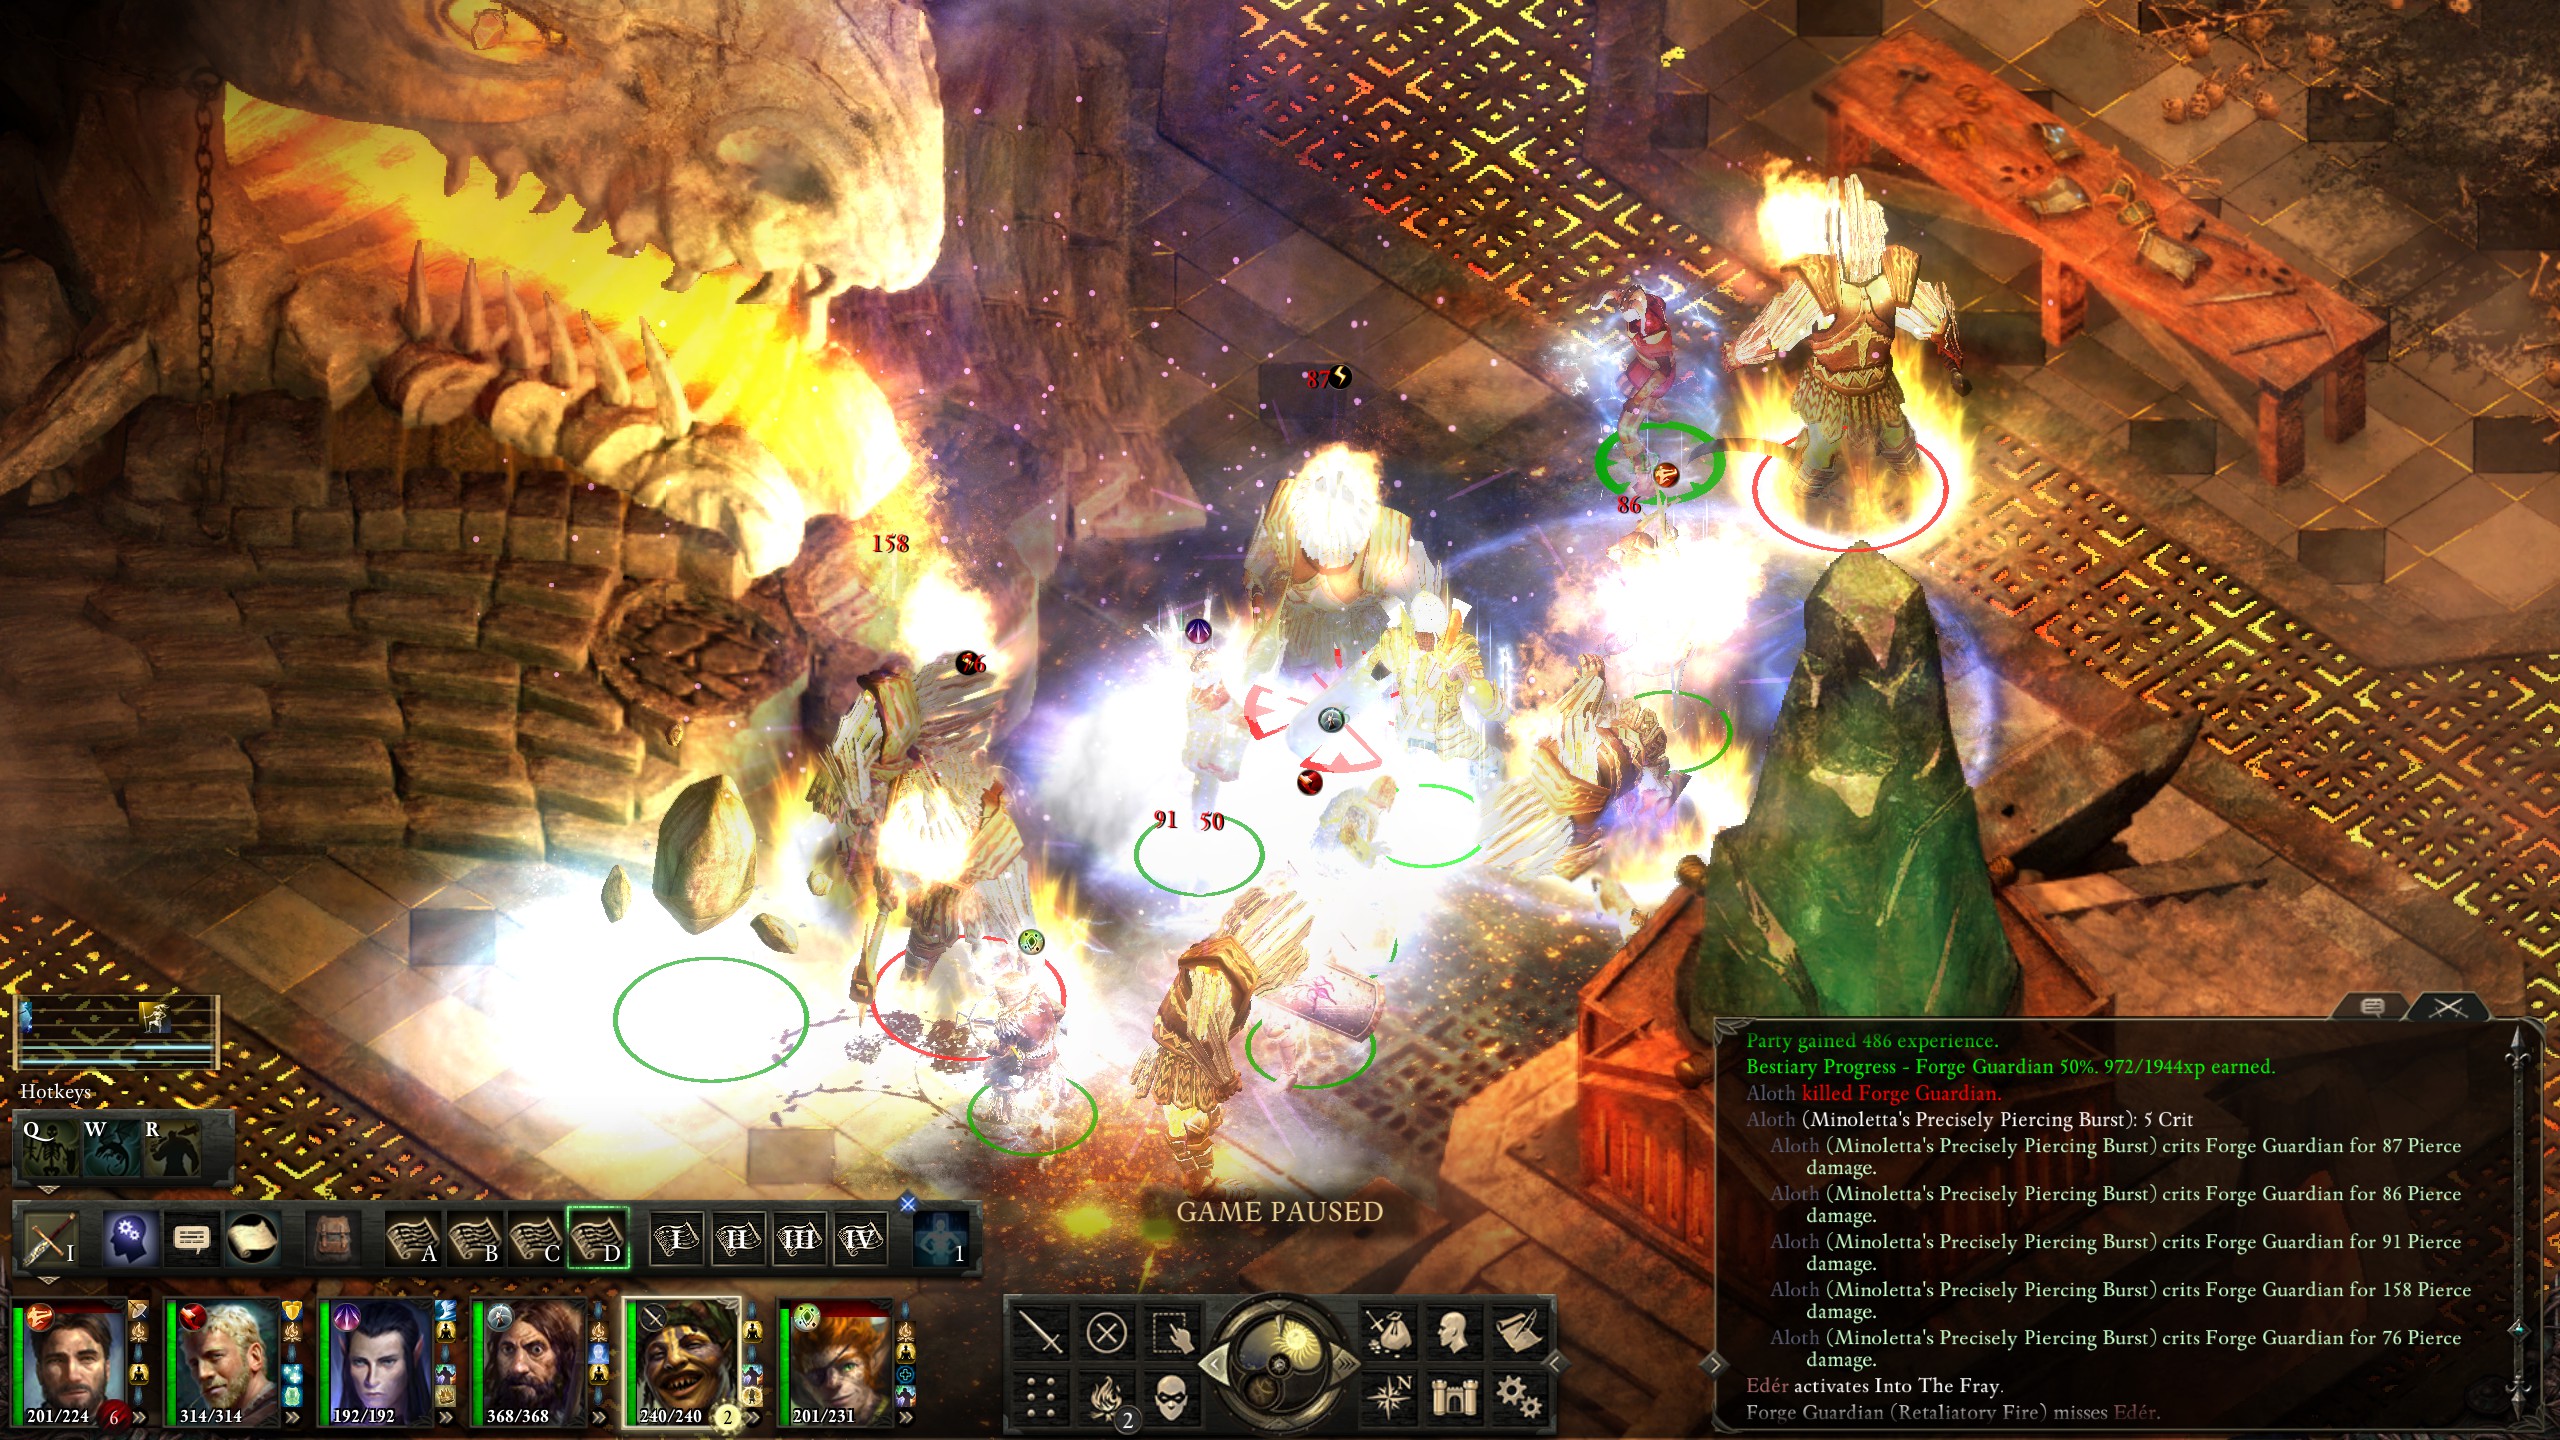 87
86
158
76
91 50
Hotkeys
Q W R
GAME PAUSED
I A B C D I II III IV 1
201/224 6 314/314 192/192 368/368 240/240 2 201/231
2
N
Party gained 486 experience.
Bestiary Progress - Forge Guardian 50%. 972/1944xp earned.
Aloth killed Forge Guardian.
Aloth (Minoletta's Precisely Piercing Burst): 5 Crit
Aloth (Minoletta's Precisely Piercing Burst) crits Forge Guardian for 87 Pierce
damage.
Aloth (Minoletta's Precisely Piercing Burst) crits Forge Guardian for 86 Pierce
damage.
Aloth (Minoletta's Precisely Piercing Burst) crits Forge Guardian for 91 Pierce
damage.
Aloth (Minoletta's Precisely Piercing Burst) crits Forge Guardian for 158 Pierce
damage.
Aloth (Minoletta's Precisely Piercing Burst) crits Forge Guardian for 76 Pierce
damage.
Edér activates Into The Fray.
Forge Guardian (Retaliatory Fire) misses Edér.